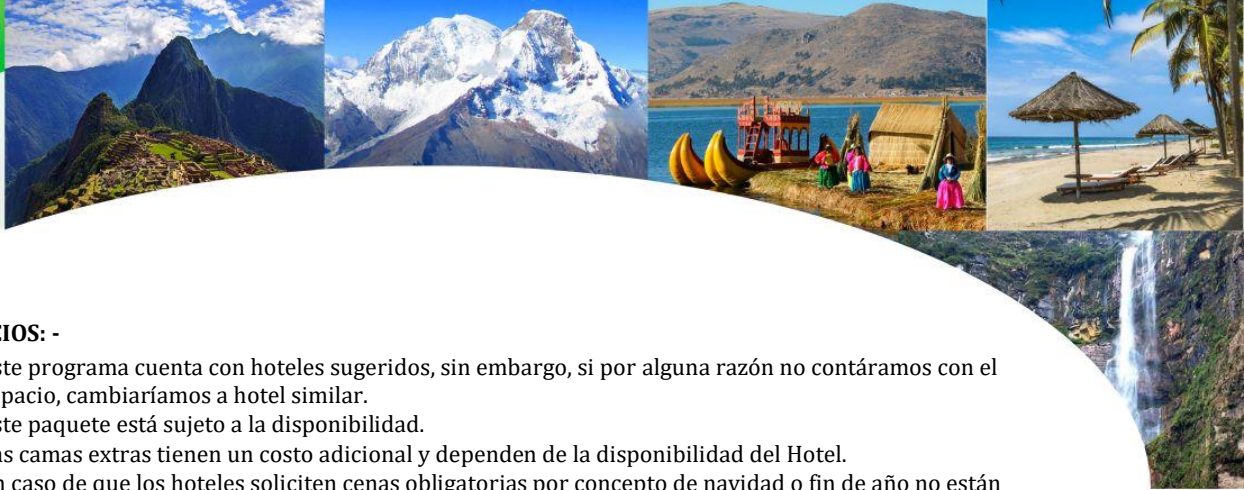 CIOS: -
ste programa cuenta con hoteles sugeridos, sin embargo, si por alguna razón no contáramos con el
pacio, cambiaríamos a hotel similar.
ste paquete está sujeto a la disponibilidad.
as camas extras tienen un costo adicional y dependen de la disponibilidad del Hotel.
n caso de que los hoteles soliciten cenas obligatorias por concepto de navidad o fin de año no están